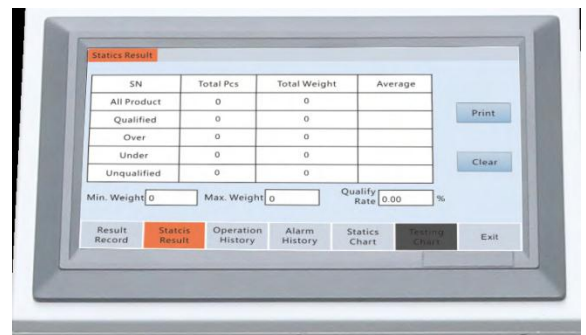 Statics Result
SN Total Pcs Total Weight Average
All Product 0 0
Qualified 0 0
Over 0 0
Under 0 0
Unqualified 0 0
Print
Clear
Min. Weight 0 Max. Weight 0 Qualify Rate 0.00 %
Result Record
Statcis Result
Operation History
Alarm History
Statics Chart
Testing Chart
Exit